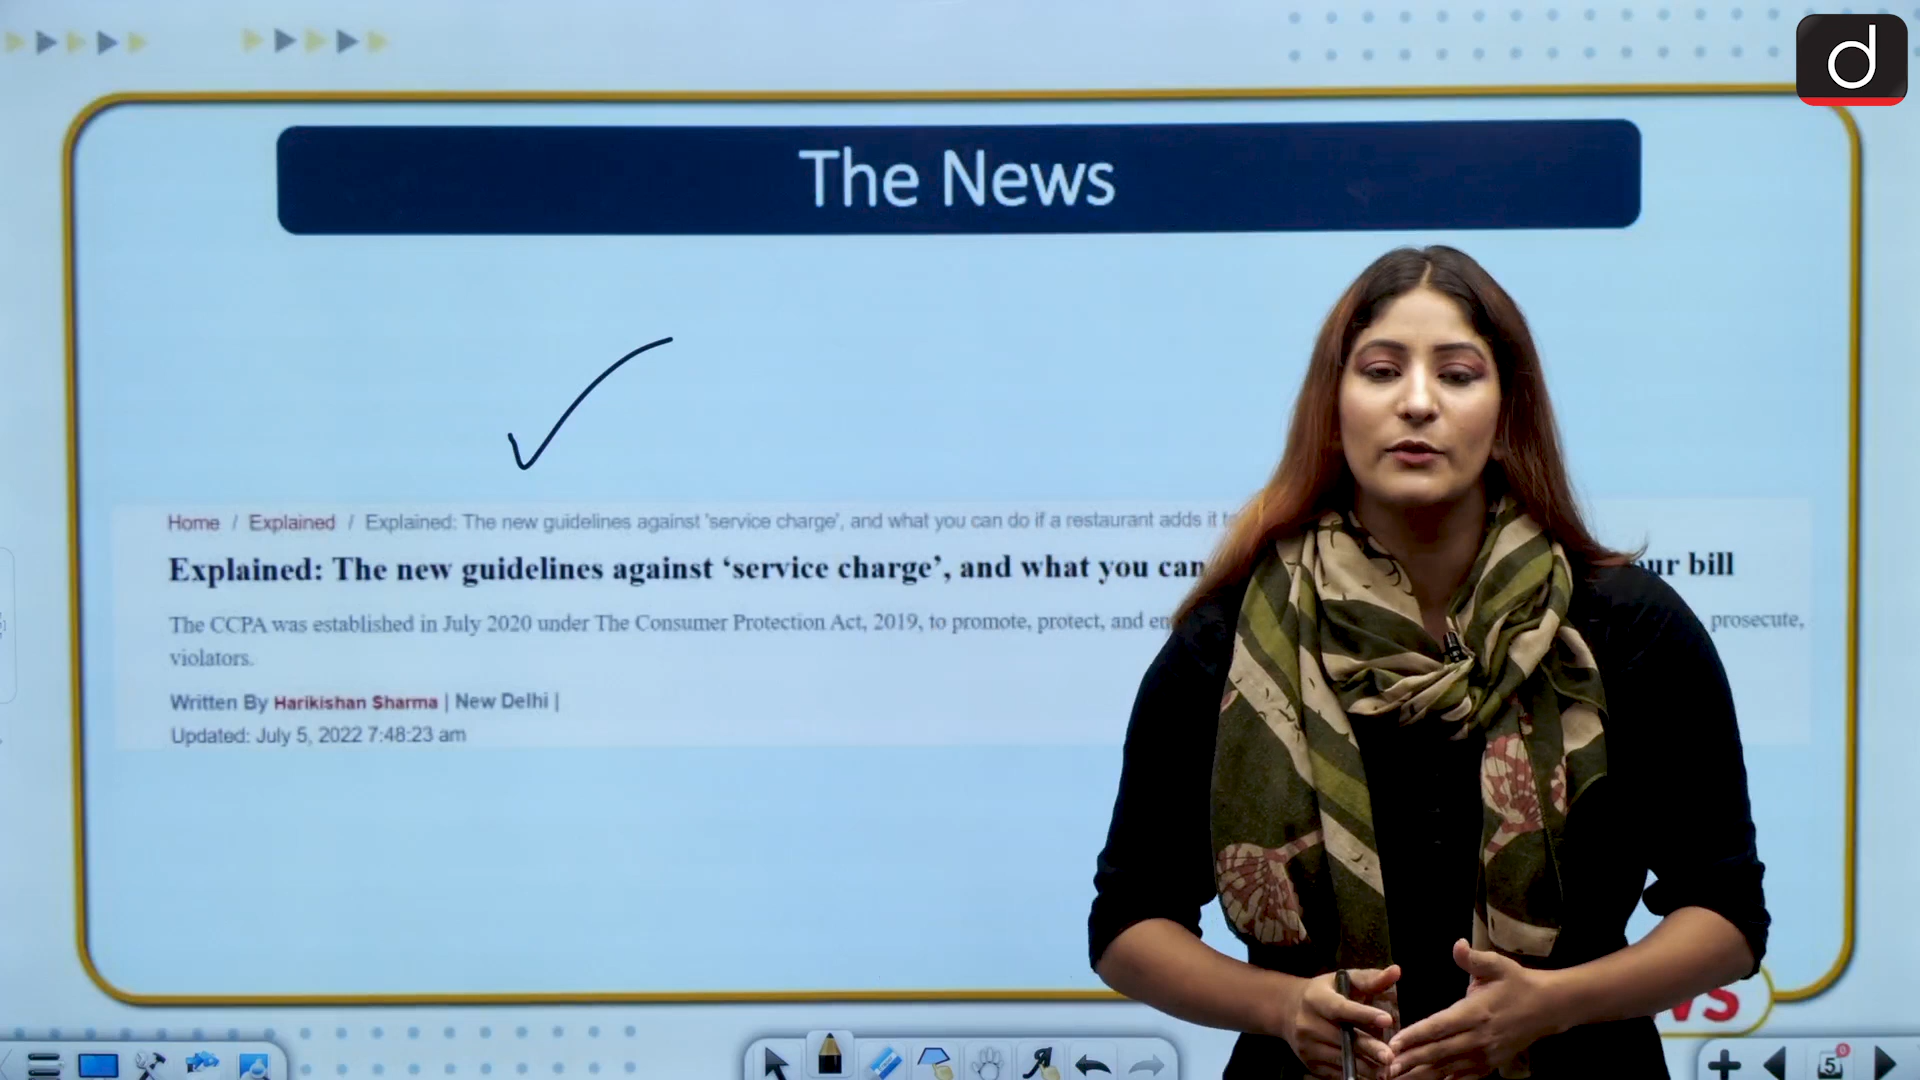 d
The News
Home / Explained / Explained: The new guidelines against 'service charge', and what you can do if a restaurant adds it
Explained: The new guidelines against ‘service charge’, and what you can bill
The CCPA was established in July 2020 under The Consumer Protection Act, 2019, to promote, protect, and prosecute,
violators.
Written By Harikishan Sharma | New Delhi |
Updated: July 5, 2022 7:48:23 am
5
0